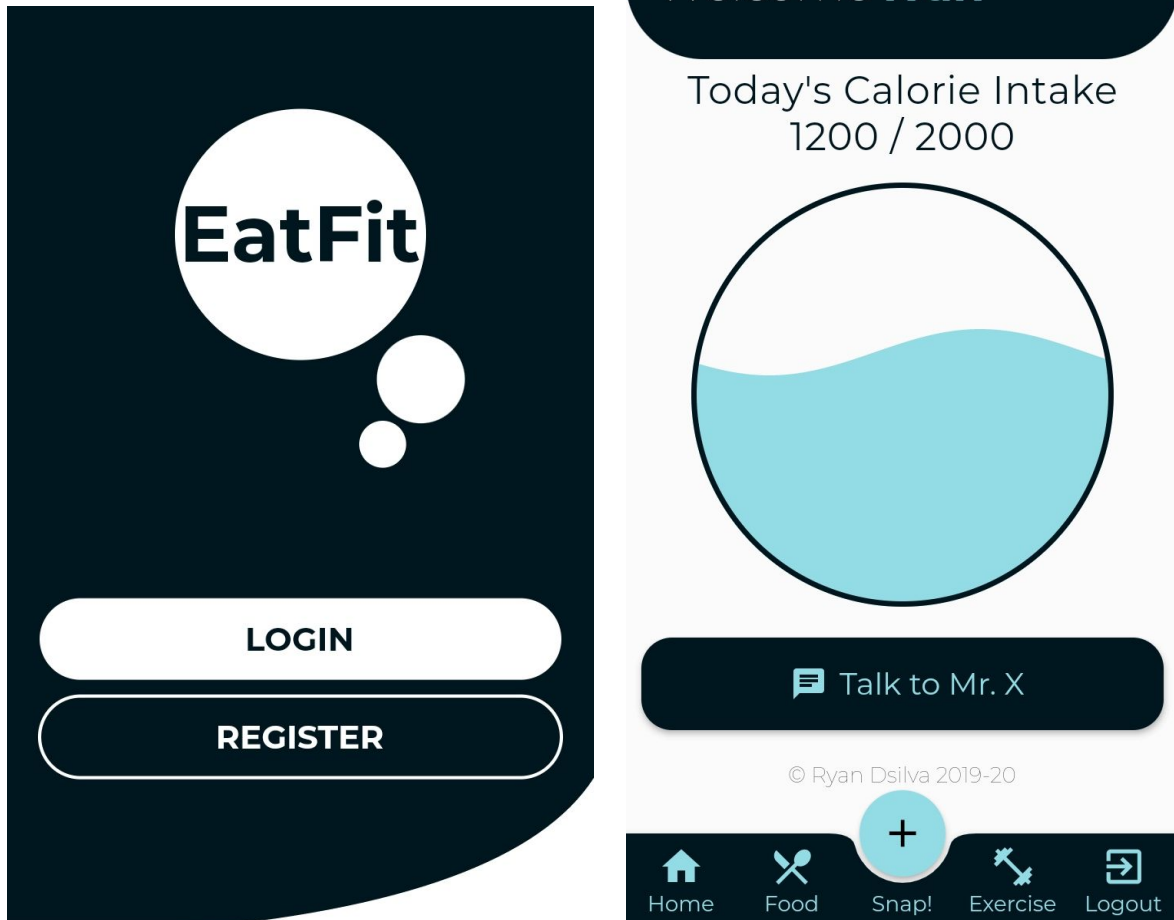 EatFit
LOGIN
REGISTER
Today's Calorie Intake
1200 / 2000
Talk to Mr. X
© Ryan Dsilva 2019-20
+
Home Food Snap! Exercise Logout